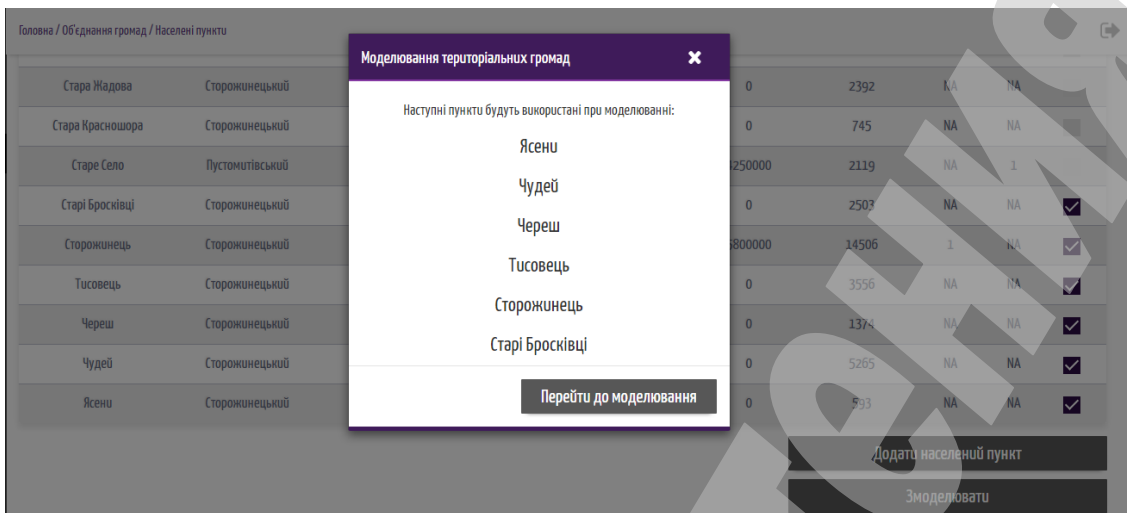 Головна / Об'єднання громад / Населені пункти
Моделювання територіальних громад
Наступні пункти будуть використані при моделюванні:
Ясени
Чудей
Череш
Тисовець
Сторожинець
Старі Бросківці
Перейти до моделювання
Стара Жадова Сторожинецький 0 2392 NA NA
Стара Красношора Сторожинецький 0 745 NA NA
Старе Село Пустомитівський 250000 2119 NA 1
Старі Бросківці Сторожинецький 0 2503 NA NA
Сторожинець Сторожинецький 800000 14506 1 NA
Тисовець Сторожинецький 0 3556 NA NA
Череш Сторожинецький 0 1374 NA NA
Чудей Сторожинецький 0 5265 NA NA
Ясени Сторожинецький 0 593 NA NA
Додати населений пункт
Змоделювати